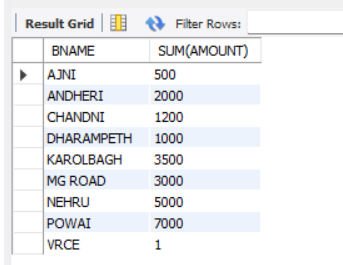 Result Grid Filter Rows:
BNAME SUM(AMOUNT)
AJNI 500
ANDHERI 2000
CHANDNI 1200
DHARAMPETH 1000
KAROLBAGH 3500
MG ROAD 3000
NEHRU 5000
POWAI 7000
VRCE 1